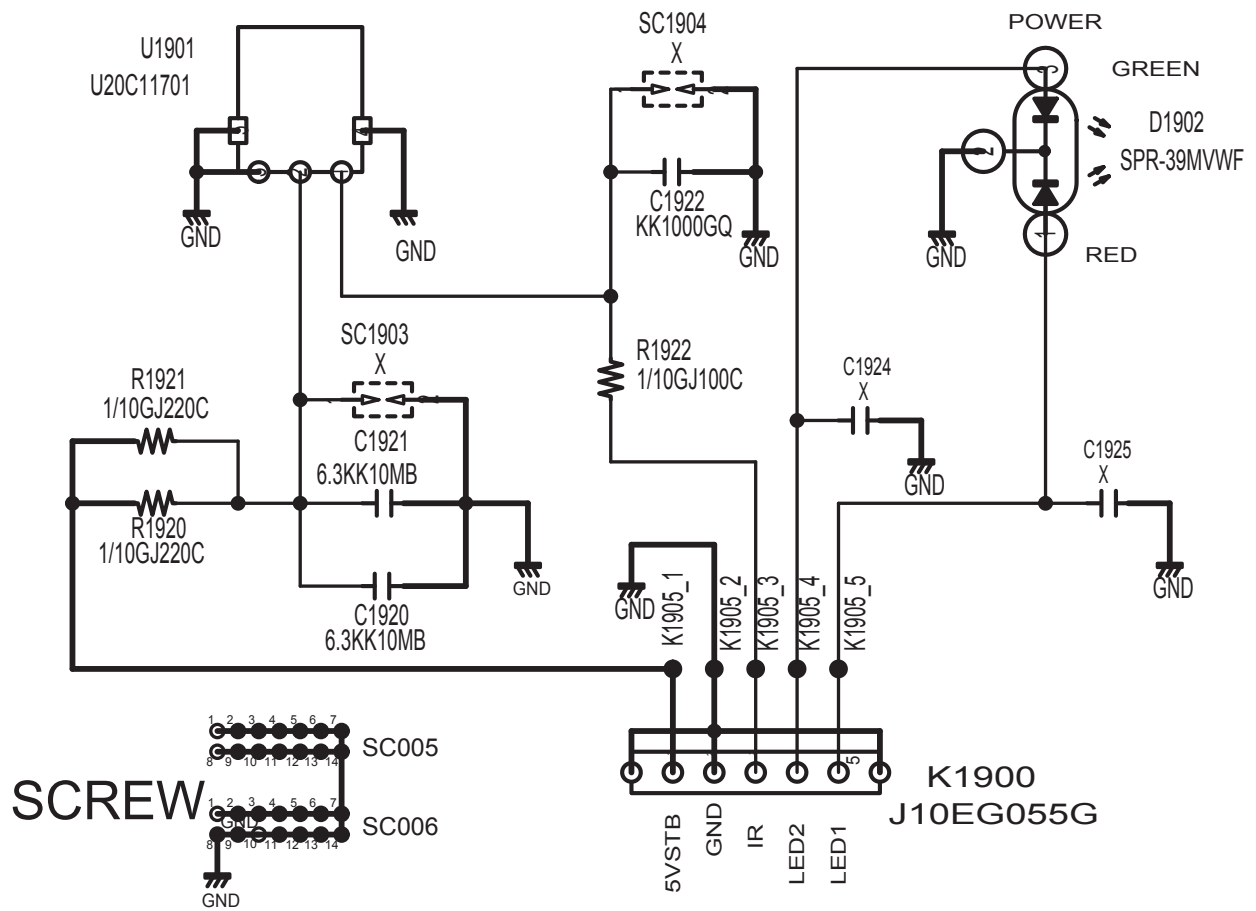 U1901
U20C11701
GND
GND
SC1904
X
C1922
KK1000GQ
GND
POWER
GREEN
D1902
SPR-39MVWF
2
1
GND
RED
SC1903
X
R1921
1/10GJ220C
C1921
6.3KK10MB
R1920
1/10GJ220C
GND
C1920
6.3KK10MB
R1922
1/10GJ100C
C1924
X
GND
C1925
X
GND
GND
K1905_1
K1905_2
K1905_3
K1905_4
K1905_5
1 2 3 4 5 6 7
8 9 10 11 12 13 14
SC005
SCREW
1 2 3 4 5 6 7
GND
8 9 10 11 12 13 14
SC006
GND
5
K1900
J10EG055G
5VSTB
GND
IR
LED2
LED1